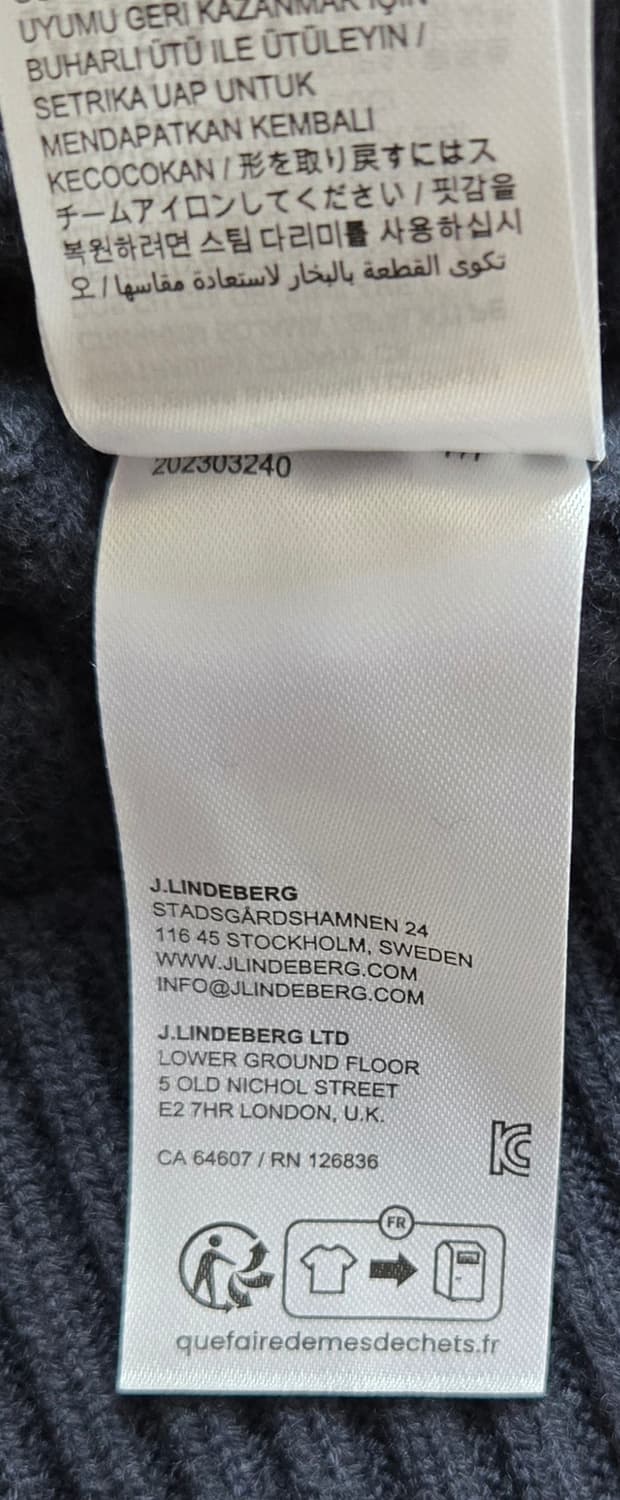 UYUMU GERİ KAZANMAK İÇİN
BUHARLI ÜTÜ İLE ÜTÜLEYİN /
SETRIKA UAP UNTUK
MENDAPATKAN KEMBALI
KECOCOKAN / 形を取り戻すにはス
チームアイロンしてください / 핏감을
복원하려면 스팀 다리미를 사용하십시
오 / تكوى القطعة بالبخار لاستعادة مقاسها
202303240
J.LINDEBERG
STADSGÅRDSHAMNEN 24
116 45 STOCKHOLM, SWEDEN
WWW.JLINDEBERG.COM
INFO@JLINDEBERG.COM
J.LINDEBERG LTD
LOWER GROUND FLOOR
5 OLD NICHOL STREET
E2 7HR LONDON, U.K.
CA 64607 / RN 126836
FR
quefairedemesdechets.fr